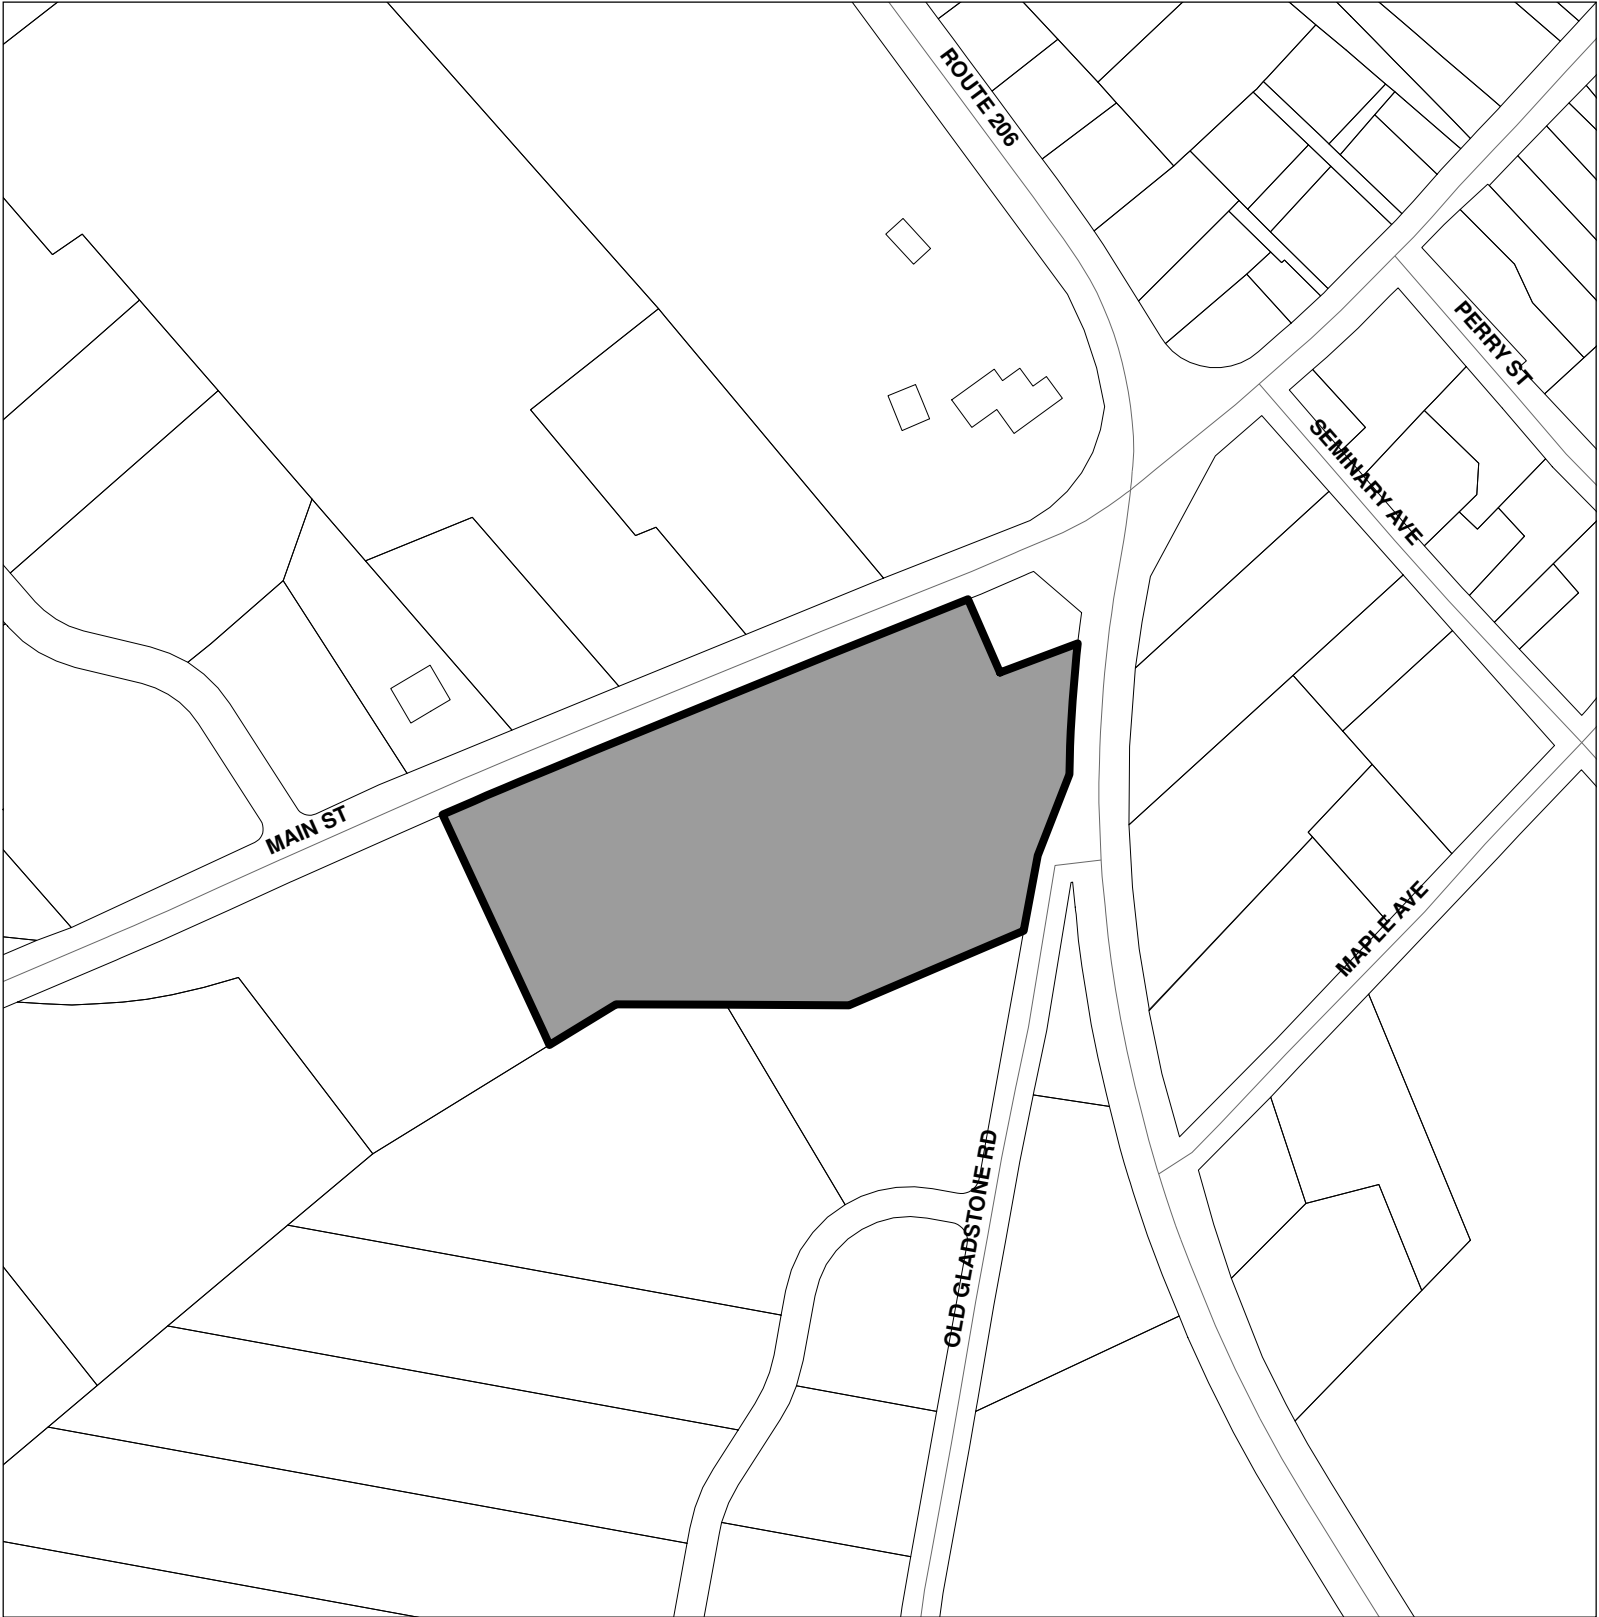 ROUTE 206
PERRY ST
SEMINARY AVE
MAIN ST
MAPLE AVE
OLD GLADSTONE RD